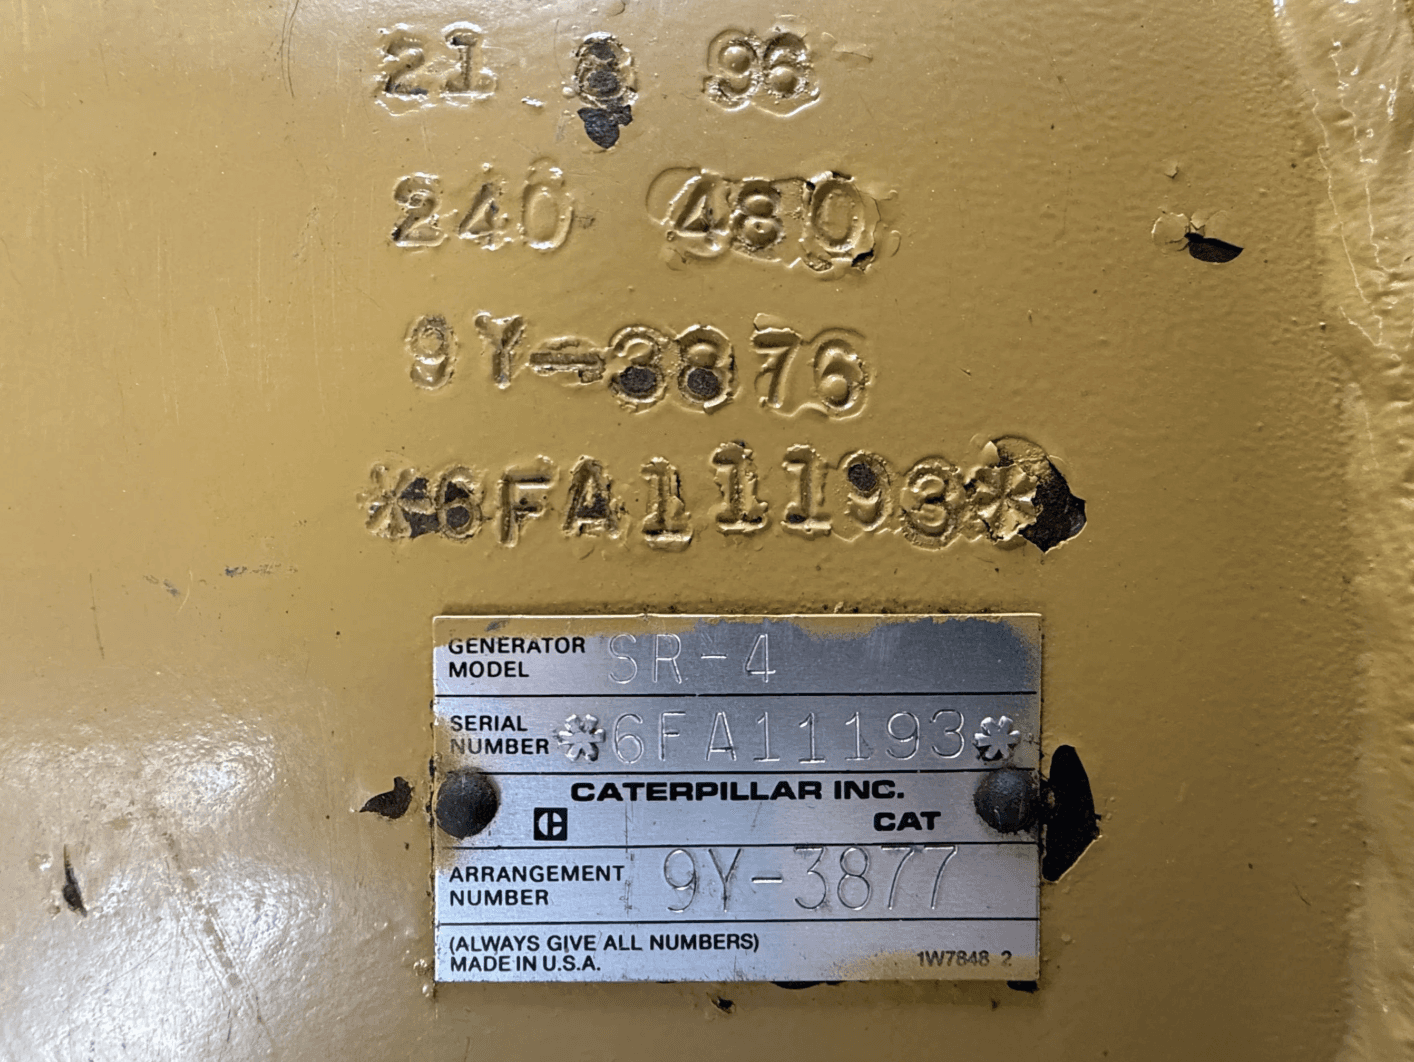 21 8 96
240 480
9Y-3876
*6FA11193*
GENERATOR MODEL SR-4
SERIAL NUMBER *6FA11193*
CATERPILLAR INC.
C CAT
ARRANGEMENT NUMBER 9Y-3877
(ALWAYS GIVE ALL NUMBERS)
MADE IN U.S.A. 1W7848 2